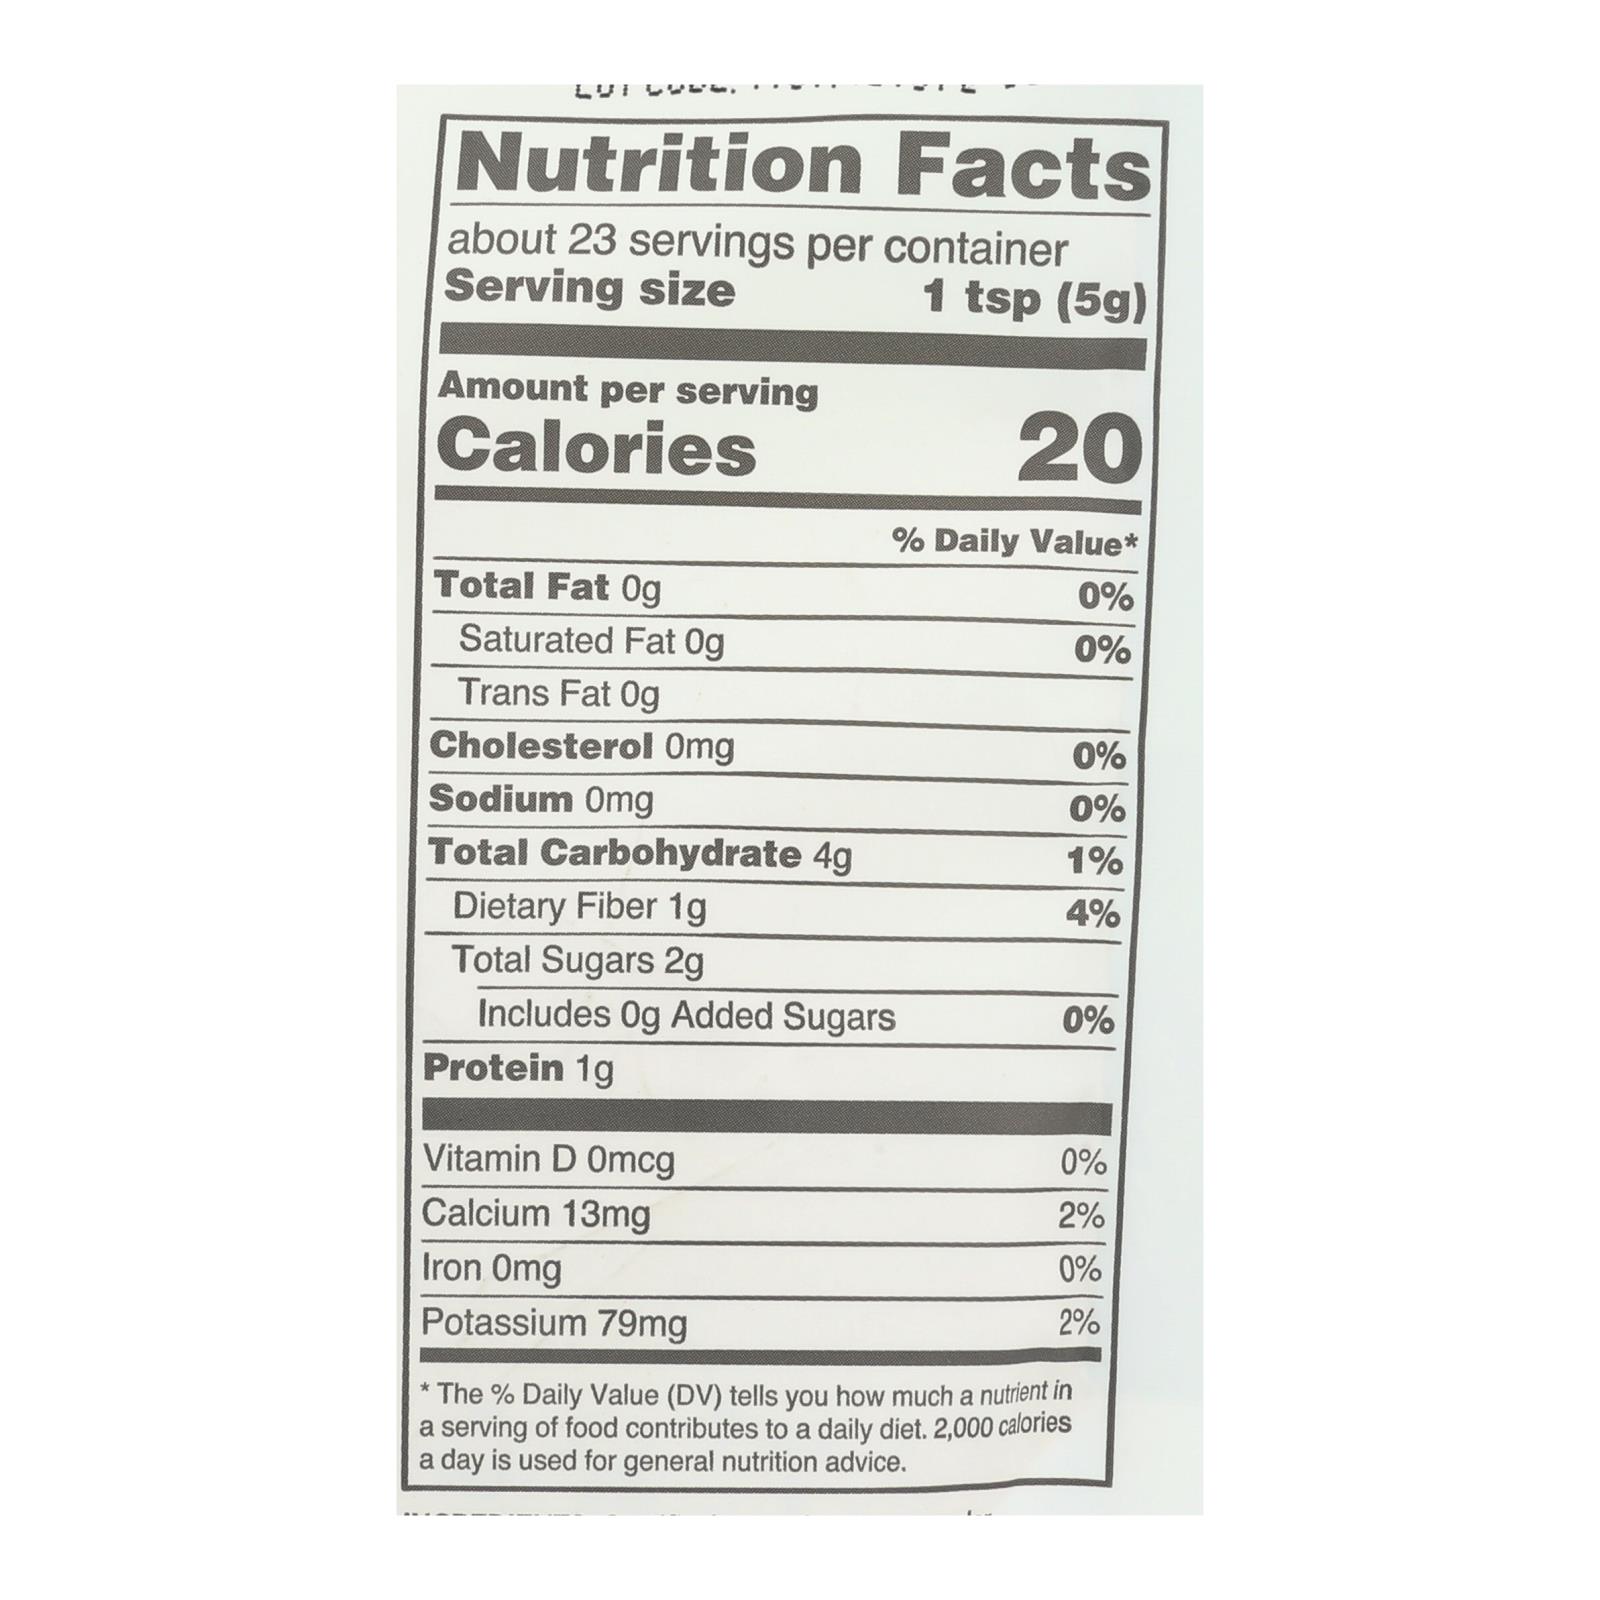 Nutrition Facts
about 23 servings per container
Serving size 1 tsp (5g)
Amount per serving
Calories 20
% Daily Value*
Total Fat 0g 0%
Saturated Fat 0g 0%
Trans Fat 0g
Cholesterol 0mg 0%
Sodium 0mg 0%
Total Carbohydrate 4g 1%
Dietary Fiber 1g 4%
Total Sugars 2g
Includes 0g Added Sugars 0%
Protein 1g
Vitamin D 0mcg 0%
Calcium 13mg 2%
Iron 0mg 0%
Potassium 79mg 2%
* The % Daily Value (DV) tells you how much a nutrient in
a serving of food contributes to a daily diet. 2,000 calories
a day is used for general nutrition advice.